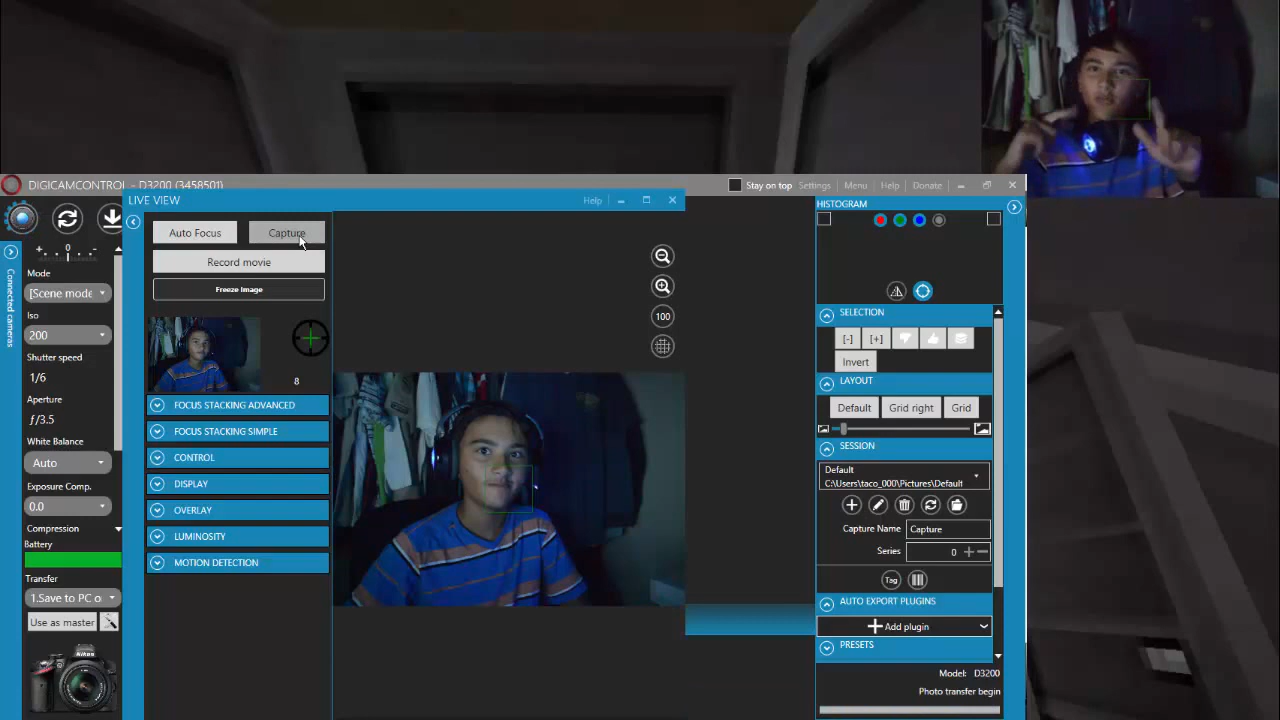 DIGICAMCONTROL - D3200 (3458501)
Stay on top
Settings
Menu
Help
Donate
LIVE VIEW
Help
HISTOGRAM
Auto Focus
Capture
Record movie
Freeze Image
8
FOCUS STACKING ADVANCED
FOCUS STACKING SIMPLE
CONTROL
DISPLAY
OVERLAY
LUMINOSITY
MOTION DETECTION
Connected cameras
+ 0 -
Mode
[Scene mode
Iso
200
Shutter speed
1/6
Aperture
ƒ/3.5
White Balance
Auto
Exposure Comp.
0.0
Compression
Battery
Transfer
1.Save to PC o
Use as master
Nikon
100
SELECTION
[-]
[+]
Invert
LAYOUT
Default
Grid right
Grid
SESSION
Default
C:\Users\taco_000\Pictures\Default
Capture Name
Capture
Series
0
Tag
AUTO EXPORT PLUGINS
Add plugin
PRESETS
Model: D3200
Photo transfer begin